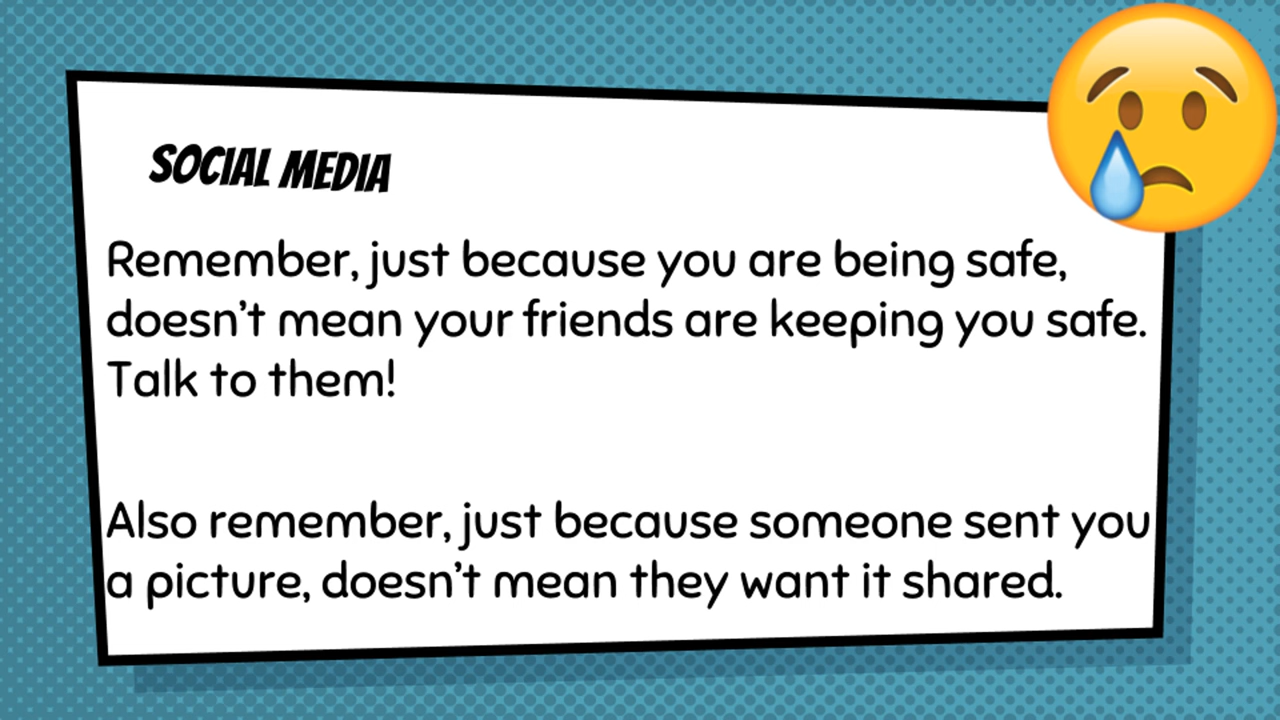 SOCIAL MEDIA
Remember, just because you are being safe,
doesn’t mean your friends are keeping you safe.
Talk to them!
Also remember, just because someone sent you
a picture, doesn’t mean they want it shared.